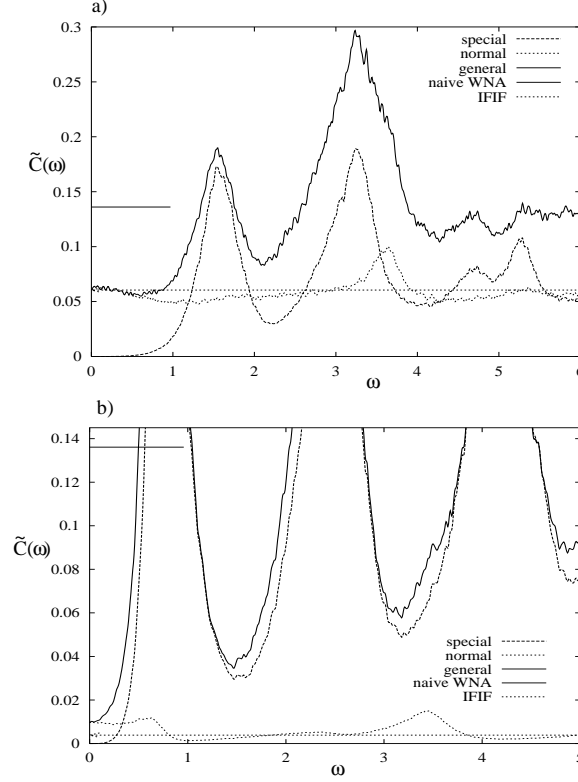 a)
0.3
0.25
0.2
0.15
0.1
0.05
0
C̃(ω)
special
normal
general
naive WNA
IFIF
0 1 2 3 4 5 6
ω
b)
0.14
0.12
0.1
0.08
0.06
0.04
0.02
0
C̃(ω)
special
normal
general
naive WNA
IFIF
0 1 2 3 4 5
ω